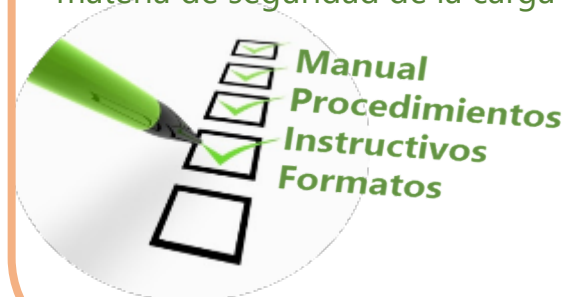 materia de seguridad de la carga
Manual
Procedimientos
Instructivos
Formatos